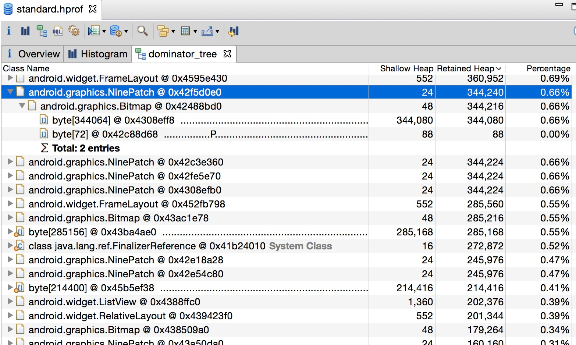 standard.hprof
Overview Histogram dominator_tree
Class Name Shallow Heap Retained Heap Percentage
android.widget.FrameLayout @ 0x4595e430 552 360,952 0.69%
android.graphics.NinePatch @ 0x42f5d0e0 24 344,240 0.66%
android.graphics.Bitmap @ 0x42488bd0 48 344,216 0.66%
byte[344064] @ 0x4308eff8 ................................ 344,080 344,080 0.66%
byte[72] @ 0x42c88d68 ................P................ 88 88 0.00%
Σ Total: 2 entries
android.graphics.NinePatch @ 0x42c3e360 24 344,224 0.66%
android.graphics.NinePatch @ 0x42fe5e70 24 344,224 0.66%
android.graphics.NinePatch @ 0x4308efb0 24 344,224 0.66%
android.widget.FrameLayout @ 0x452fb798 552 285,560 0.55%
android.graphics.Bitmap @ 0x43ac1e78 48 285,216 0.55%
byte[285156] @ 0x43ba4ae0 ................................ 285,168 285,168 0.55%
class java.lang.ref.FinalizerReference @ 0x41b24010 System Class 16 272,872 0.52%
android.graphics.NinePatch @ 0x42e18a28 24 245,976 0.47%
android.graphics.NinePatch @ 0x42e54c80 24 245,976 0.47%
byte[214400] @ 0x45b5ef38 ................................ 214,416 214,416 0.41%
android.widget.ListView @ 0x4388ffc0 1,360 202,376 0.39%
android.widget.RelativeLayout @ 0x439423f0 552 201,344 0.39%
android.graphics.Bitmap @ 0x438509a0 48 179,264 0.34%
android.graphics.NinePatch @ 0x43a50da0 24 160,160 0.31%